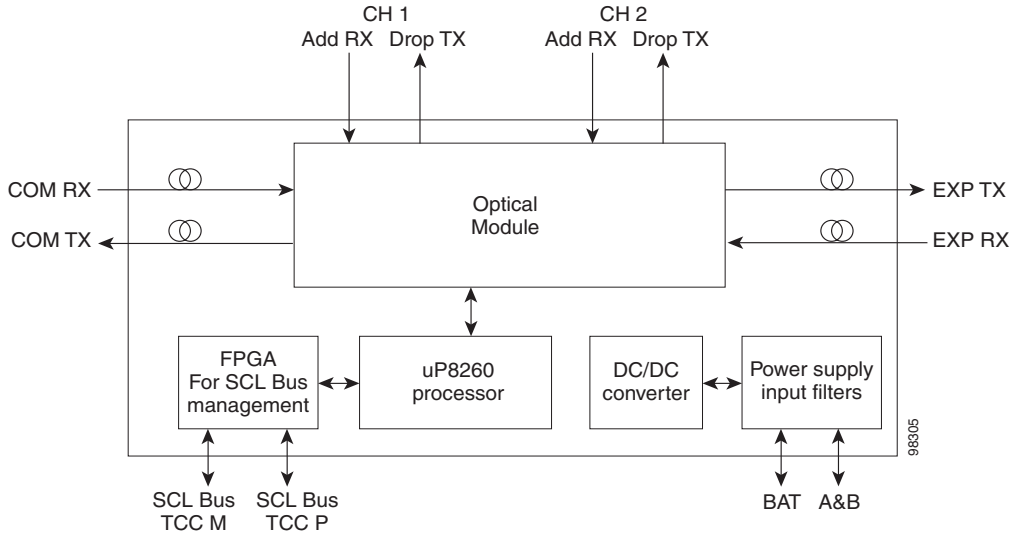 CH 1
CH 2
Add RX Drop TX
Add RX Drop TX
COM RX
COM TX
Optical
Module
EXP TX
EXP RX
FPGA
For SCL Bus
management
uP8260
processor
DC/DC
converter
Power supply
input filters
98305
SCL Bus
TCC M
SCL Bus
TCC P
BAT
A&B